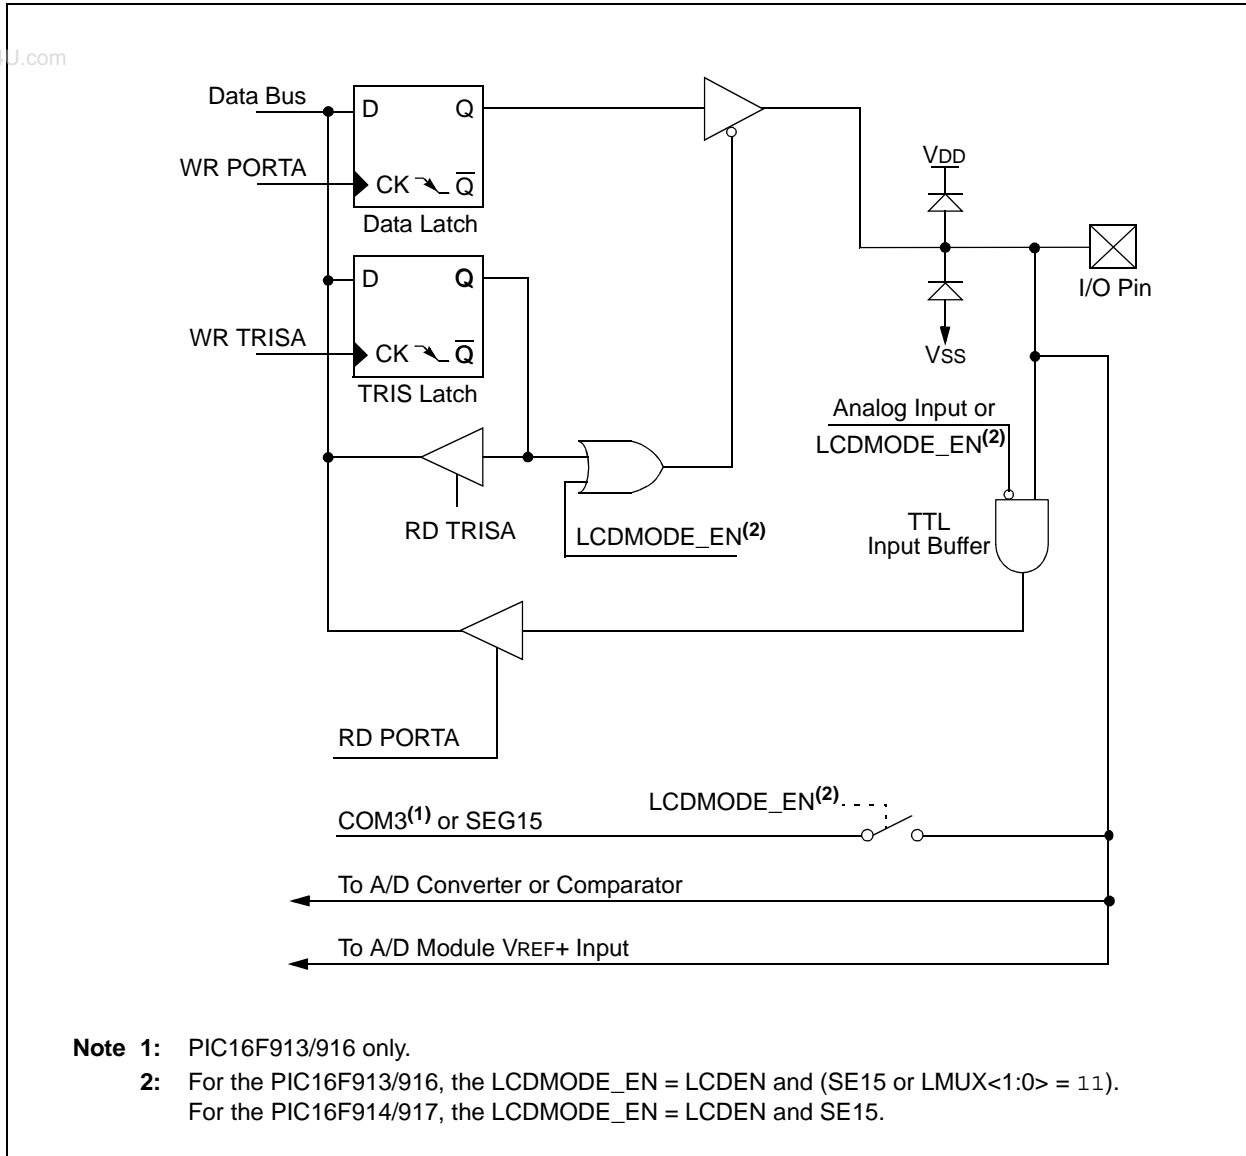 4U.com
Data Bus
D Q
WR PORTA
CK Q
Data Latch
VDD
D Q
I/O Pin
WR TRISA
CK Q
VSS
TRIS Latch
Analog Input or
LCDMODE_EN(2)
RD TRISA
LCDMODE_EN(2)
TTL
Input Buffer
RD PORTA
LCDMODE_EN(2)
COM3(1) or SEG15
To A/D Converter or Comparator
To A/D Module VREF+ Input
Note 1: PIC16F913/916 only.
2: For the PIC16F913/916, the LCDMODE_EN = LCDEN and (SE15 or LMUX<1:0> = 11).
For the PIC16F914/917, the LCDMODE_EN = LCDEN and SE15.